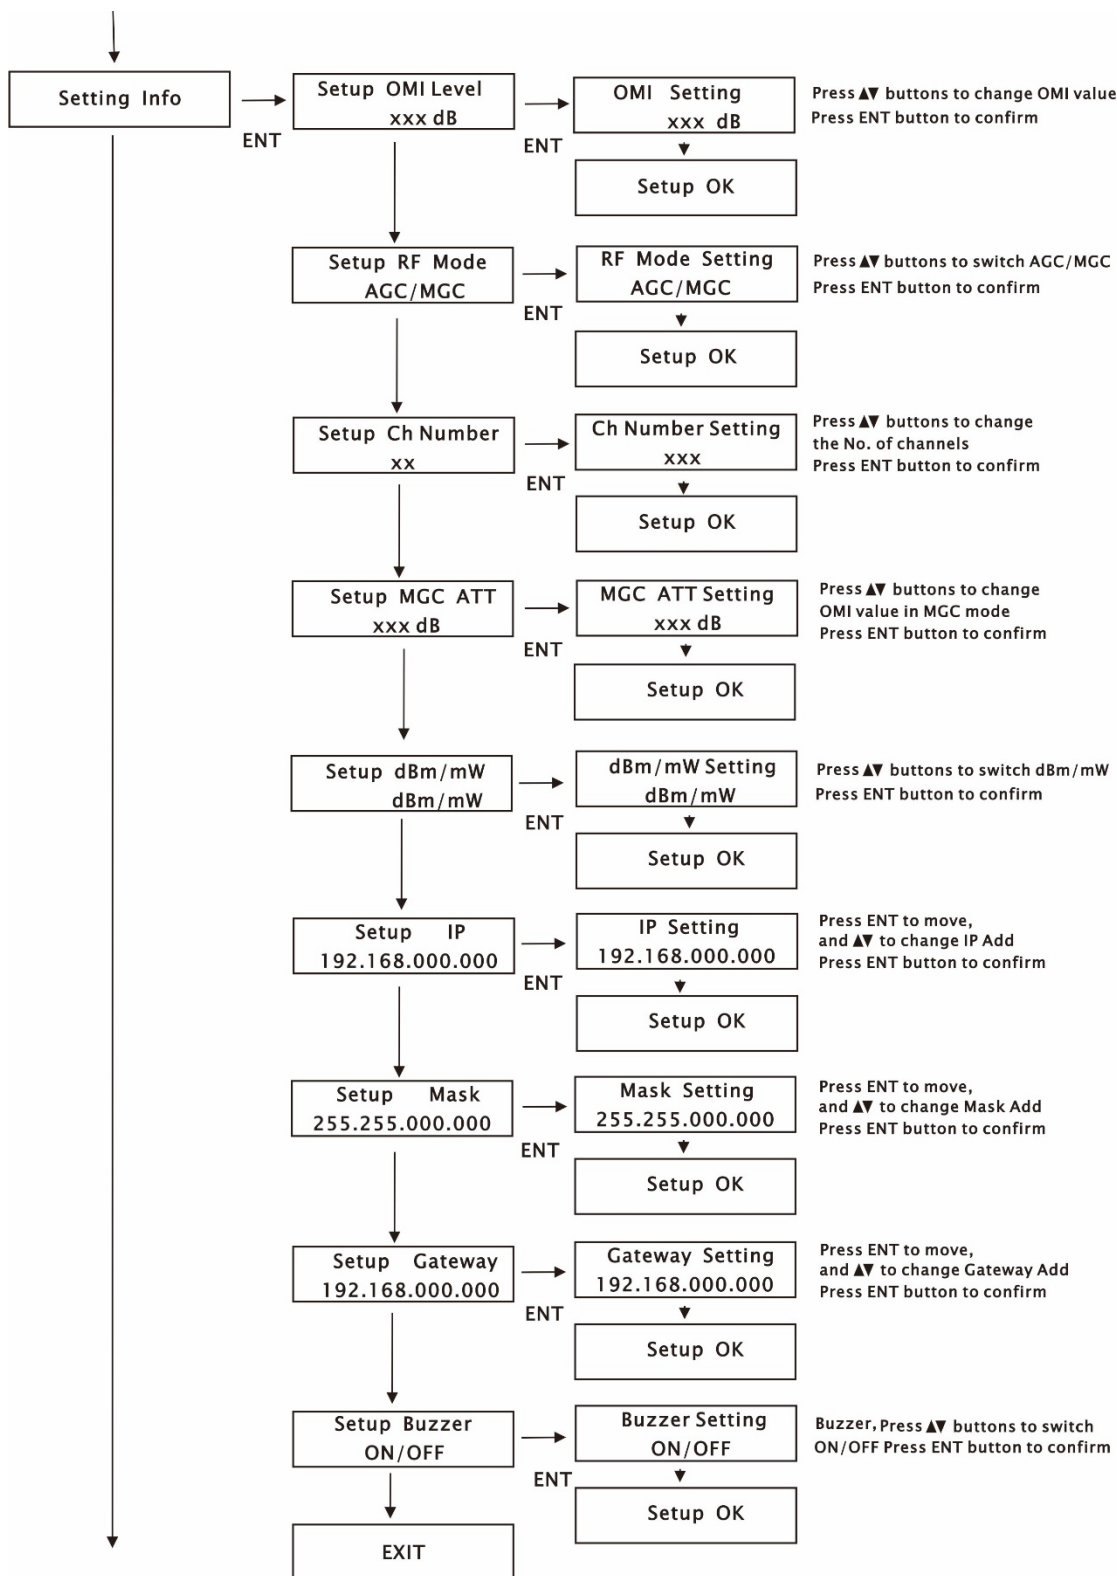 Setting Info
ENT
Setup OMI Level
xxx dB
ENT
OMI Setting
xxx dB
Press ▲▼ buttons to change OMI value
Press ENT button to confirm
Setup OK
Setup RF Mode
AGC/MGC
ENT
RF Mode Setting
AGC/MGC
Press ▲▼ buttons to switch AGC/MGC
Press ENT button to confirm
Setup OK
Setup Ch Number
xx
ENT
Ch Number Setting
xxx
Press ▲▼ buttons to change
the No. of channels
Press ENT button to confirm
Setup OK
Setup MGC ATT
xxx dB
ENT
MGC ATT Setting
xxx dB
Press ▲▼ buttons to change
OMI value in MGC mode
Press ENT button to confirm
Setup OK
Setup dBm/mW
dBm/mW
ENT
dBm/mW Setting
dBm/mW
Press ▲▼ buttons to switch dBm/mW
Press ENT button to confirm
Setup OK
Setup IP
192.168.000.000
ENT
IP Setting
192.168.000.000
Press ENT to move,
and ▲▼ to change IP Add
Press ENT button to confirm
Setup OK
Setup Mask
255.255.000.000
ENT
Mask Setting
255.255.000.000
Press ENT to move,
and ▲▼ to change Mask Add
Press ENT button to confirm
Setup OK
Setup Gateway
192.168.000.000
ENT
Gateway Setting
192.168.000.000
Press ENT to move,
and ▲▼ to change Gateway Add
Press ENT button to confirm
Setup OK
Setup Buzzer
ON/OFF
ENT
Buzzer Setting
ON/OFF
Buzzer, Press ▲▼ buttons to switch
ON/OFF Press ENT button to confirm
Setup OK
EXIT